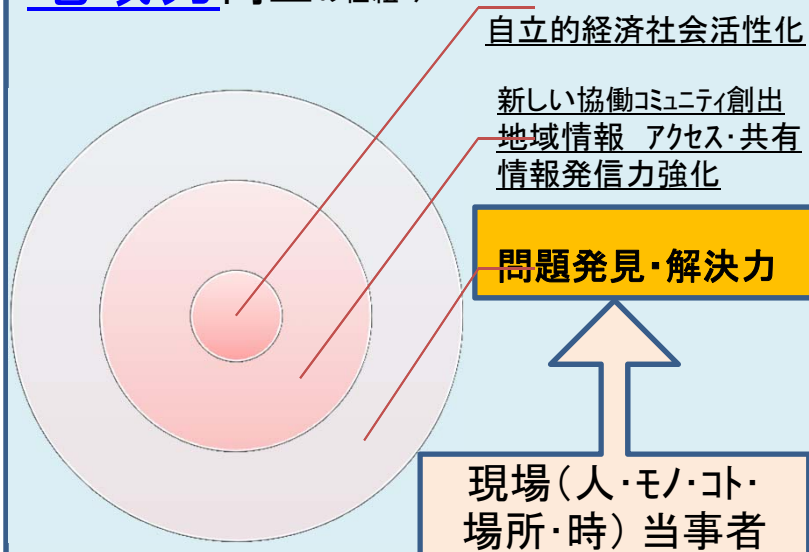 自立的経済社会活性化
新しい協働コミュニティ創出
地域情報 アクセス・共有
情報発信力強化
問題発見・解決力
現場(人・モノ・コト・
場所・時) 当事者